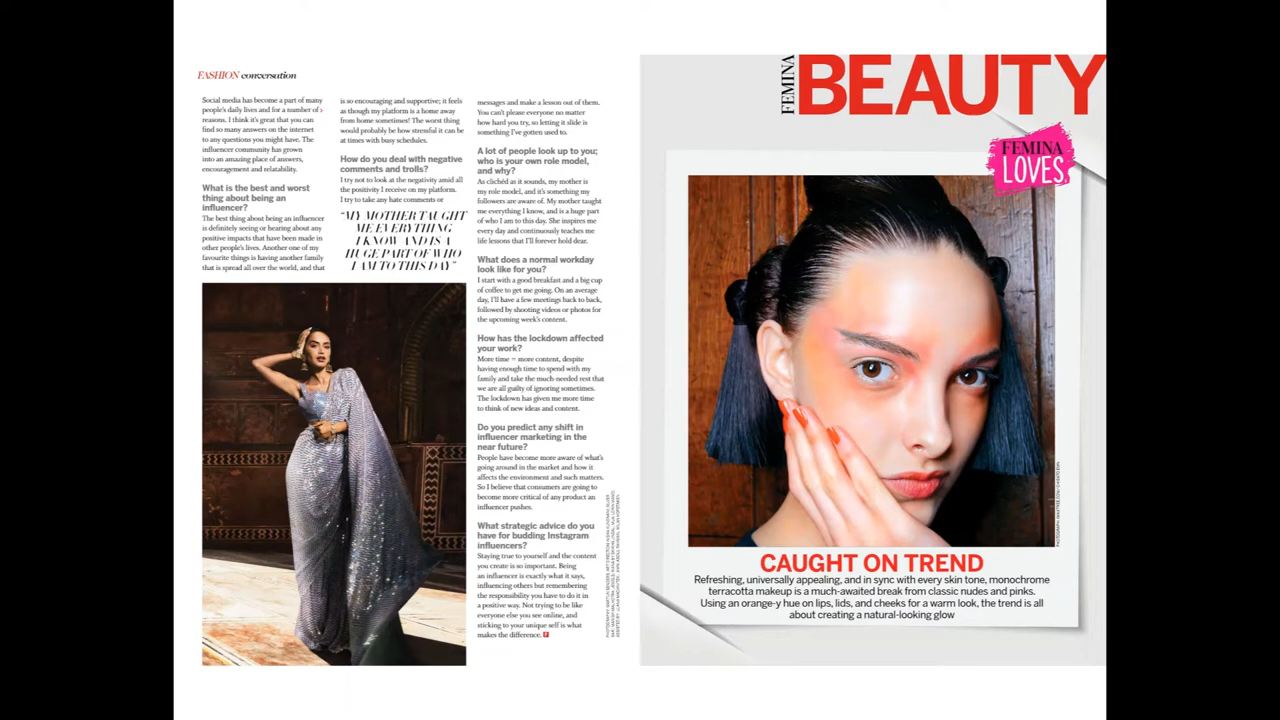 FASHION conversation
Social media has become a part of many
people's daily lives and for a number of
reasons. I think it's great that you can
find so many answers on the internet
to any questions you might have. The
influencer community has grown
into an amazing place of answers,
encouragement and relatability.
What is the best and worst
thing about being an
influencer?
The best thing about being an influencer
is definitely seeing or hearing about any
positive impacts that have been made in
other people's lives. Another one of my
favourite things is having another family
that is spread all over the world, and that
is so encouraging and supportive; it feels
as though my platform is a home away
from home sometimes! The worst thing
would probably be how stressful it can be
at times with busy schedules.
How do you deal with negative
comments and trolls?
I try not to look at the negativity amid all
the positivity I receive on my platform.
I try to take any hate comments or
"MY MOTHER TAUGHT
ME EVERYTHING
I KNOW AND IS A
HUGE PART OF WHO
I AM TO THIS DAY"
messages and make a lesson out of them.
You can't please everyone no matter
how hard you try, so letting it slide is
something I've gotten used to.
A lot of people look up to you;
who is your own role model,
and why?
As clichéd as it sounds, my mother is
my role model, and it's something my
followers are aware of. My mother taught
me everything I know, and is a huge part
of who I am to this day. She inspires me
every day and continuously teaches me
life lessons that I'll forever hold dear.
What does a normal workday
look like for you?
I start with a good breakfast and a big cup
of coffee to get me going. On an average
day, I'll have a few meetings back to back,
followed by shooting videos or photos for
the upcoming week's content.
How has the lockdown affected
your work?
More time = more content, despite
having enough time to spend with my
family and take the much-needed rest that
we are all guilty of ignoring sometimes.
The lockdown has given me more time
to think of new ideas and content.
Do you predict any shift in
influencer marketing in the
near future?
People have become more aware of what's
going around in the market and how it
affects the environment and such matters.
So I believe that consumers are going to
become more critical of any product an
influencer pushes.
What strategic advice do you
have for budding Instagram
influencers?
Staying true to yourself and the content
you create is so important. Being
an influencer is exactly what it says,
influencing others but remembering
the responsibility you have to do it in
a positive way. Not trying to be like
everyone else you see online, and
sticking to your unique self is what
makes the difference. F
FEMINA
BEAUTY
FEMINA
LOVES
CAUGHT ON TREND
Refreshing, universally appealing, and in sync with every skin tone, monochrome
terracotta makeup is a much-awaited break from classic nudes and pinks.
Using an orange-y hue on lips, lids, and cheeks for a warm look, the trend is all
about creating a natural-looking glow